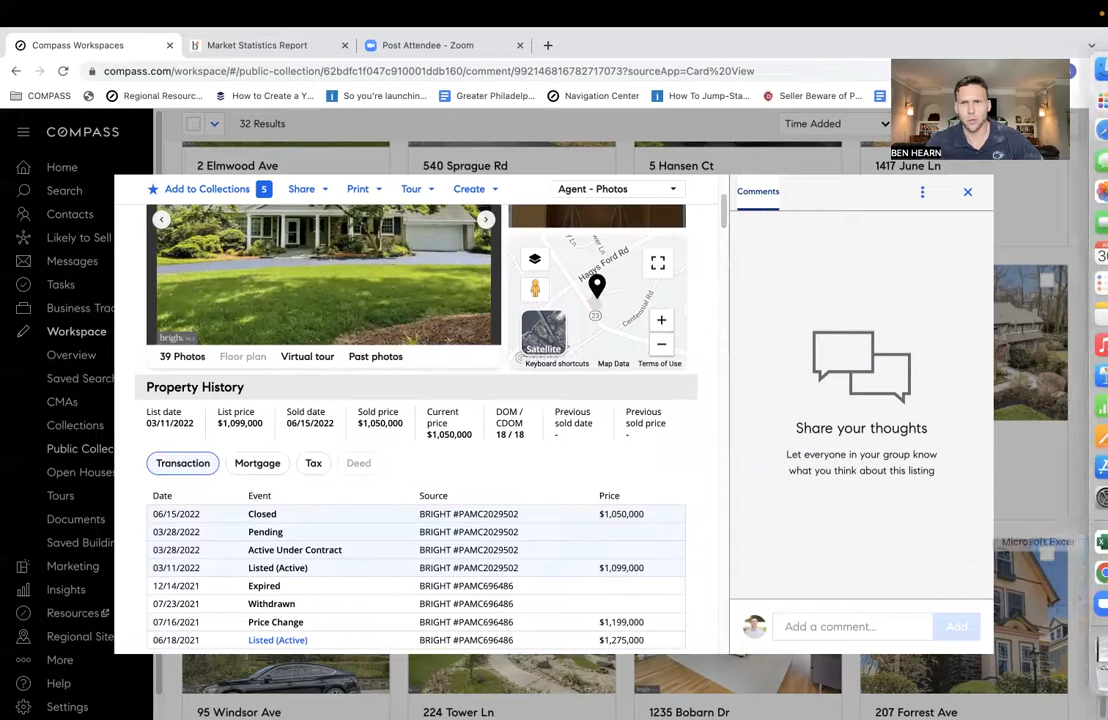 Compass Workspaces
Market Statistics Report
Post Attendee - Zoom
compass.com/workspace/#/public-collection/62bdfc1f047c910001ddb160/comment/992146816782717073?sourceApp=Card%20View
COMPASS
Regional Resourc...
How to Create a Y...
So you're launchin...
Greater Philadelp...
Navigation Center
How To Jump-Sta...
Seller Beware of P...
BEN HEARN
COMPASS
Home
Search
Contacts
Likely to Sell
Messages
Tasks
Business Trac
Workspace
Overview
Saved Search
CMAs
Collections
Public Collec
Open Houses
Tours
Documents
Saved Buildin
Marketing
Insights
Resources
Regional Site
More
Help
Settings
32 Results
Time Added
2 Elmwood Ave
540 Sprague Rd
5 Hansen Ct
1417 June Ln
Add to Collections 5
Share
Print
Tour
Create
Agent - Photos
Hagys Ford Rd
Centennial Rd
23
Satellite
Keyboard shortcuts
Map Data
Terms of Use
bright MLS
39 Photos
Floor plan
Virtual tour
Past photos
Property History
List date
03/11/2022
List price
$1,099,000
Sold date
06/15/2022
Sold price
$1,050,000
Current
price
$1,050,000
DOM /
CDOM
18 / 18
Previous
sold date
-
Previous
sold price
-
Transaction
Mortgage
Tax
Deed
Date Event Source Price
06/15/2022 Closed BRIGHT #PAMC2029502 $1,050,000
03/28/2022 Pending BRIGHT #PAMC2029502
03/28/2022 Active Under Contract BRIGHT #PAMC2029502
03/11/2022 Listed (Active) BRIGHT #PAMC2029502 $1,099,000
12/14/2021 Expired BRIGHT #PAMC696486
07/23/2021 Withdrawn BRIGHT #PAMC696486
07/16/2021 Price Change BRIGHT #PAMC696486 $1,199,000
06/18/2021 Listed (Active) BRIGHT #PAMC696486 $1,275,000
Comments
Share your thoughts
Let everyone in your group know
what you think about this listing
Add a comment...
Add
Microsoft Excel
95 Windsor Ave
224 Tower Ln
1235 Bobarn Dr
207 Forrest Ave